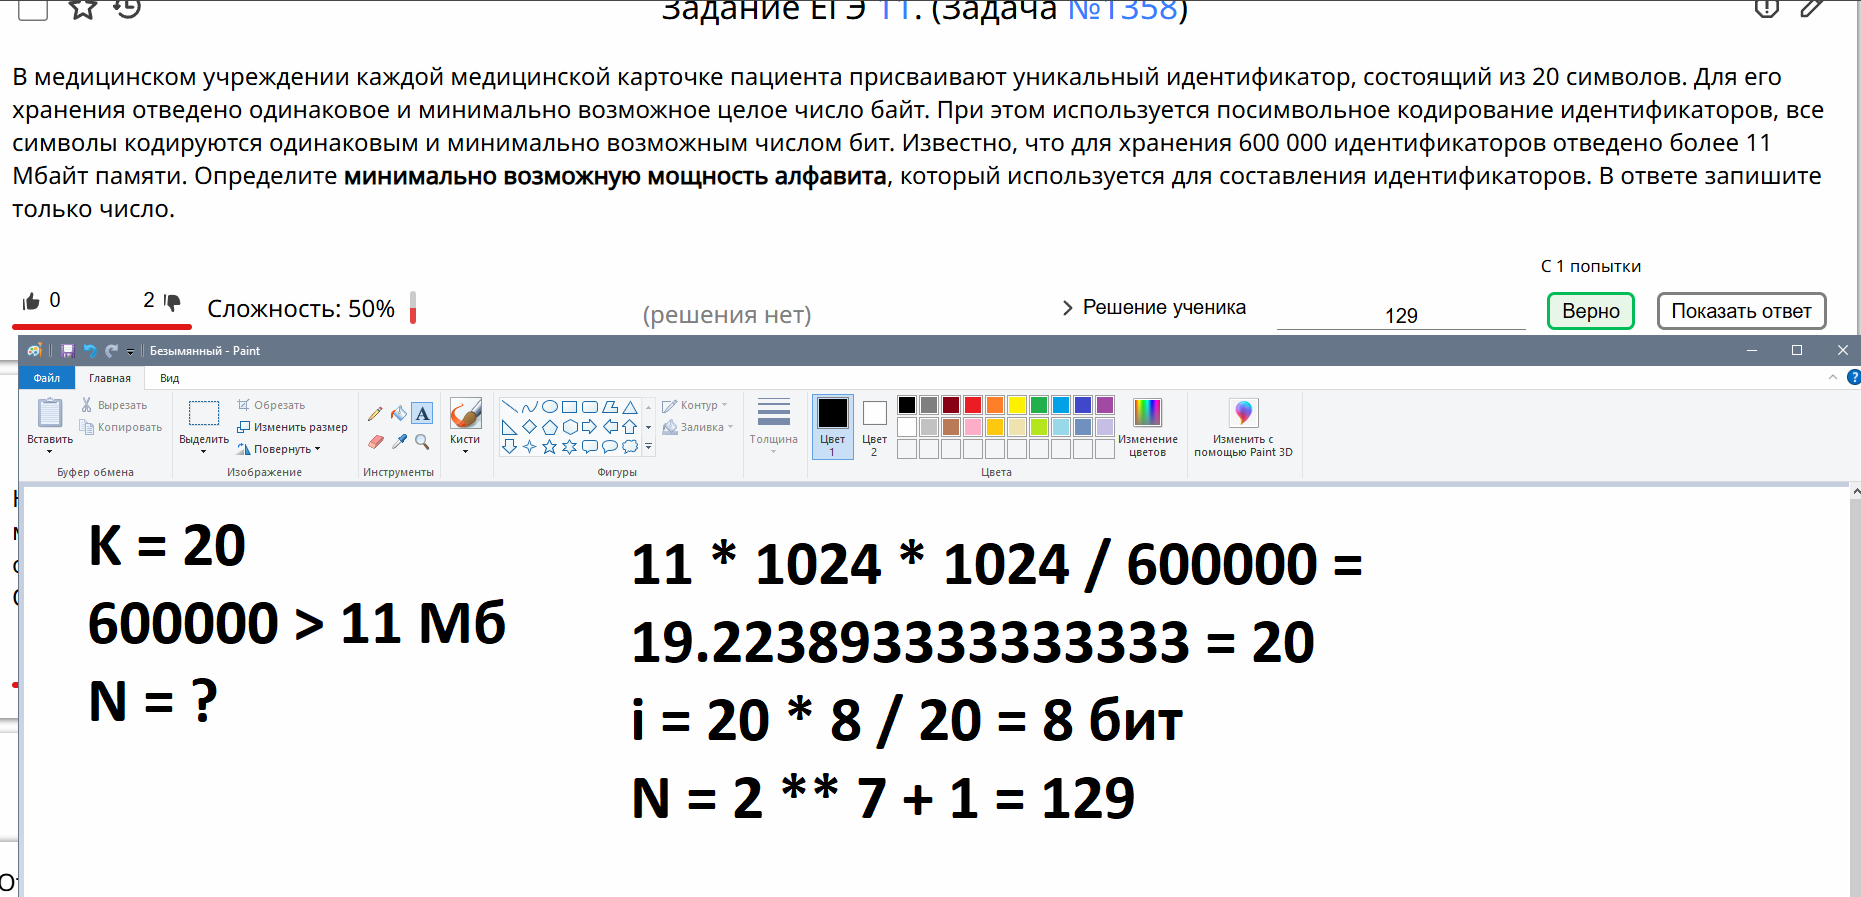 Задание ЕГЭ 11. (Задача №1358)
В медицинском учреждении каждой медицинской карточке пациента присваивают уникальный идентификатор, состоящий из 20 символов. Для его
хранения отведено одинаковое и минимально возможное целое число байт. При этом используется посимвольное кодирование идентификаторов, все
символы кодируются одинаковым и минимально возможным числом бит. Известно, что для хранения 600 000 идентификаторов отведено более 11
Мбайт памяти. Определите минимально возможную мощность алфавита, который используется для составления идентификаторов. В ответе запишите
только число.
С 1 попытки
0 2 Сложность: 50% (решения нет) Решение ученика 129 Верно Показать ответ
Безымянный - Paint
Файл Главная Вид
Вставить Вырезать Копировать
Буфер обмена
Выделить Обрезать Изменить размер Повернуть
Изображение
A
Инструменты
Кисти
Фигуры
Контур Заливка
Толщина
Цвет 1
Цвет 2
Цвета
Изменение цветов
Изменить с помощью Paint 3D
K = 20
600000 > 11 Мб
N = ?
11 * 1024 * 1024 / 600000 =
19.223893333333333 = 20
i = 20 * 8 / 20 = 8 бит
N = 2 ** 7 + 1 = 129